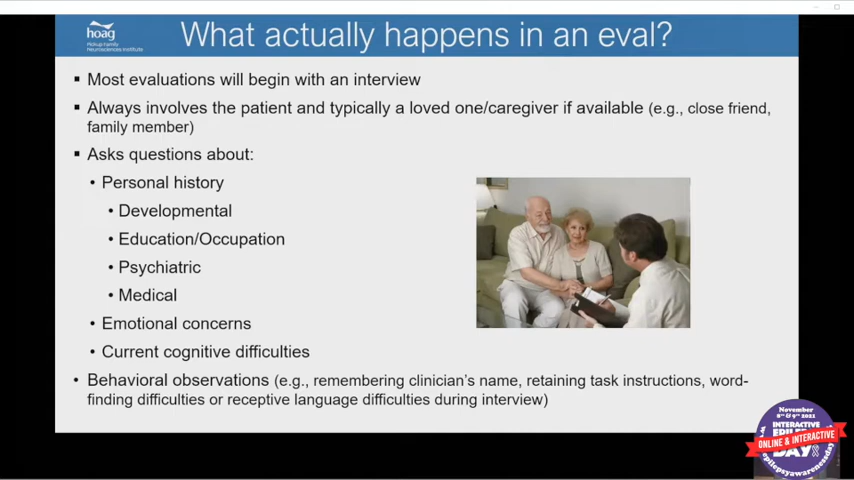 hoag
Pickup Family
Neurosciences Institute
What actually happens in an eval?
▪ Most evaluations will begin with an interview
▪ Always involves the patient and typically a loved one/caregiver if available (e.g., close friend,
family member)
▪ Asks questions about:
• Personal history
• Developmental
• Education/Occupation
• Psychiatric
• Medical
• Emotional concerns
• Current cognitive difficulties
• Behavioral observations (e.g., remembering clinician's name, retaining task instructions, word-
finding difficulties or receptive language difficulties during interview)
November
INTERACTIVE
ONLINE & INTERACTIVE
DAY
epilepsyawarenessday